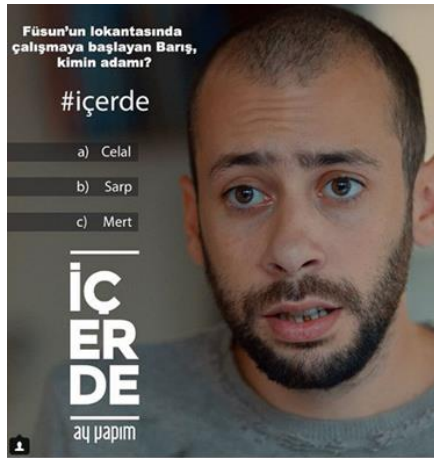 Füsun’un lokantasında
çalışmaya başlayan Barış,
kimin adamı?
#içerde
a) Celal
b) Sarp
c) Mert
İÇ
ER
DE
ay yapım